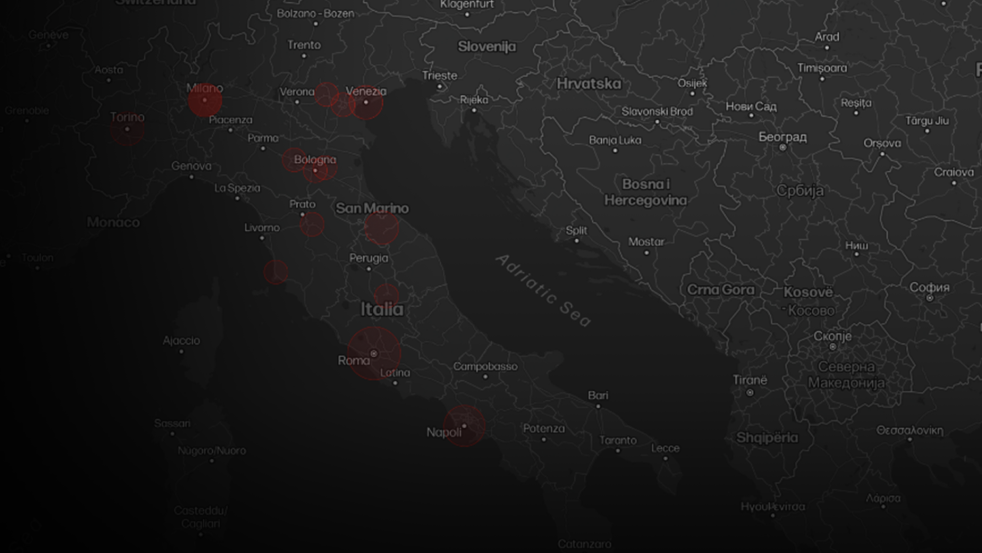 Switzerland
Klagenfurt
Bolzano - Bozen
Genève
Trento
Slovenija
Arad
Aosta
Trieste
Timișoara
Milano
Verona
Venezia
Hrvatska
Osijek
Grenoble
Rijeka
Нови Сад
Reșița
Torino
Piacenza
Slavonski Brod
Târgu Jiu
Parma
Banja Luka
Београд
Orșova
Genova
Bologna
Craiova
La Spezia
Bosna i
Hercegovina
Србија
Prato
San Marino
Monaco
Livorno
Split
Mostar
Ниш
Toulon
Perugia
Adriatic Sea
Crna Gora
Kosovë
София
Italia
Косово
Ajaccio
Скопје
Roma
Campobasso
Северна
Македонија
Latina
Tiranë
Bari
Sassari
Napoli
Potenza
Taranto
Lecce
Shqipëria
Θεσσαλονίκη
Nùgoro/Nuoro
Λάρισα
Ηγουμενίτσα
Casteddu/
Cagliari
Catanzaro